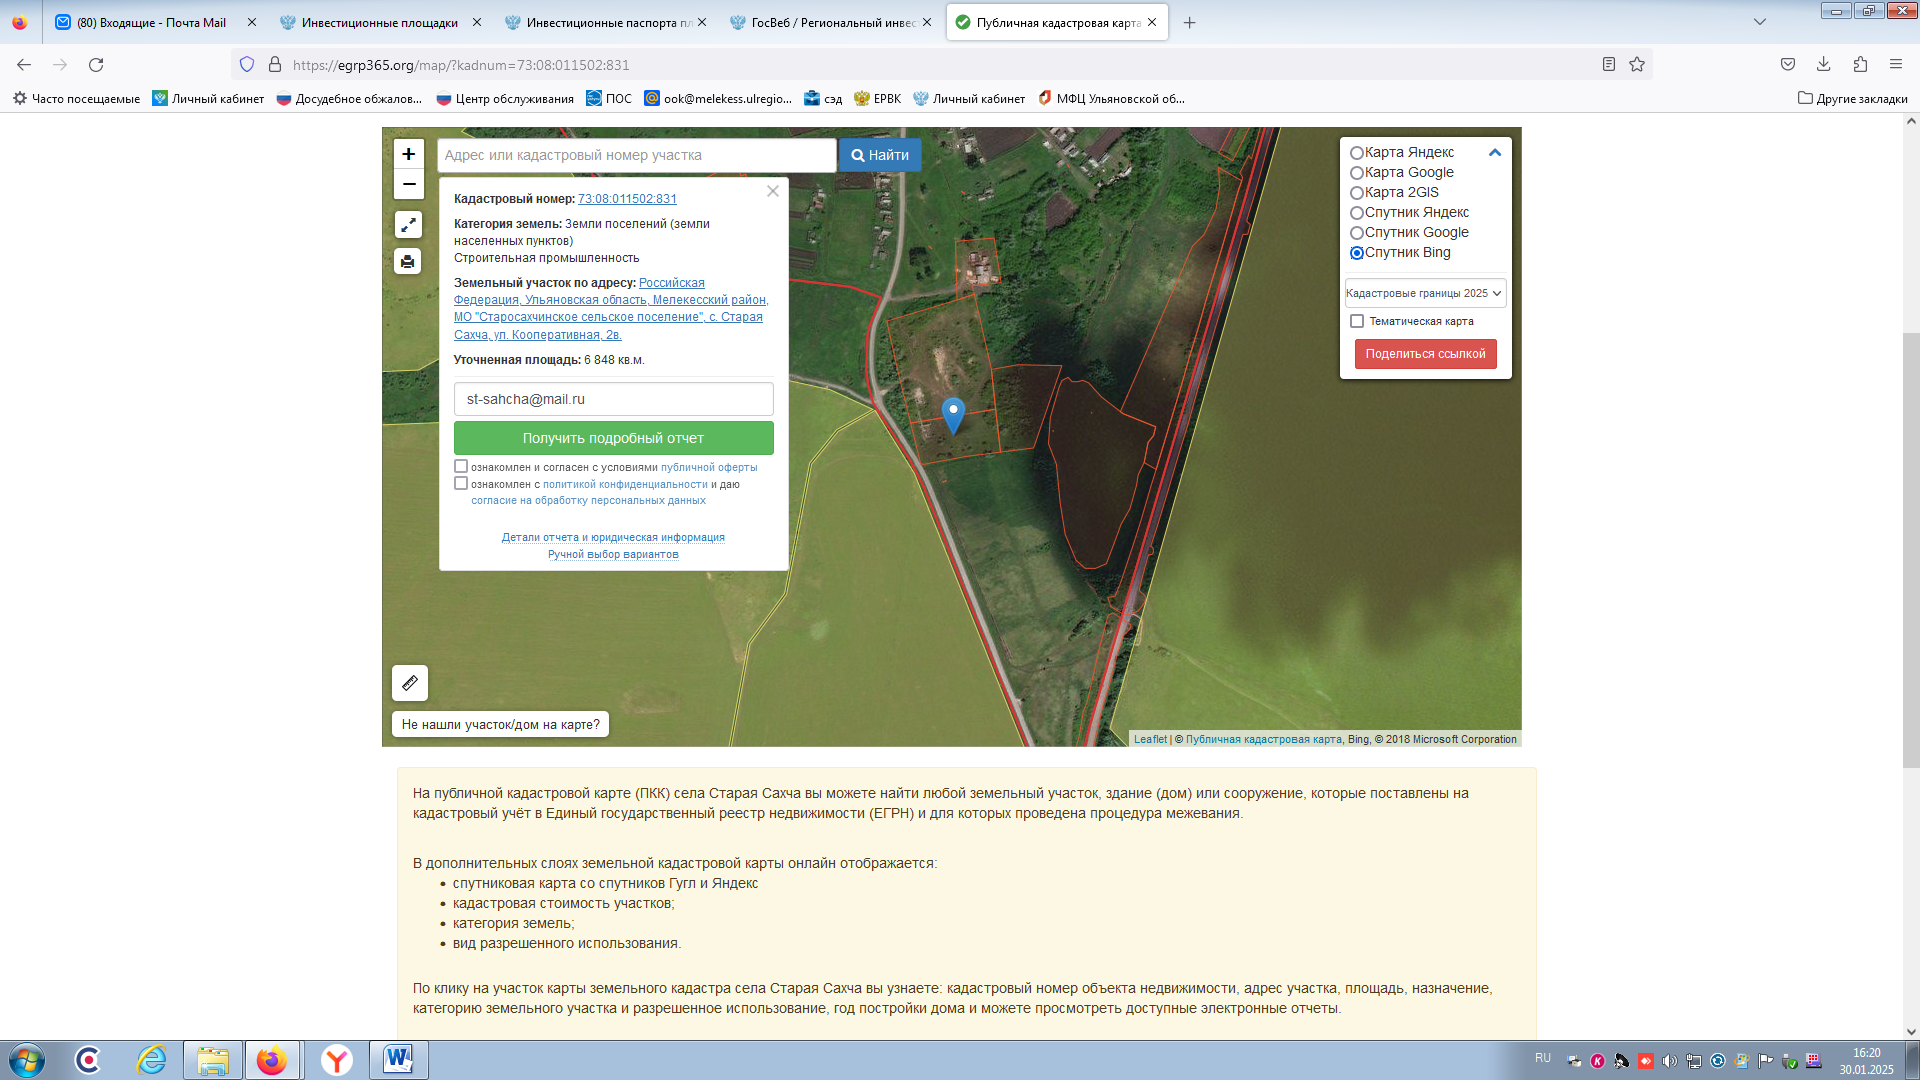 (80) Входящие - Почта Mail
Инвестиционные площадки
Инвестиционные паспорта пл
ГосВеб / Региональный инвес
Публичная кадастровая карта
https://egrp365.org/map/?kadnum=73:08:011502:831
Часто посещаемые
Личный кабинет
Досудебное обжалов...
Центр обслуживания
ПОС
ook@melekess.ulregio...
сэд
ЕРВК
Личный кабинет
МФЦ Ульяновской об...
Другие закладки
+
−
Адрес или кадастровый номер участка
Найти
Кадастровый номер: 73:08:011502:831
Категория земель: Земли поселений (земли
населенных пунктов)
Строительная промышленность
Земельный участок по адресу: Российская
Федерация, Ульяновская область, Мелекесский район,
МО "Старосахчинское сельское поселение", с. Старая
Сахча, ул. Кооперативная, 2в.
Уточненная площадь: 6 848 кв.м.
st-sahcha@mail.ru
Получить подробный отчет
ознакомлен и согласен с условиями публичной оферты
ознакомлен с политикой конфиденциальности и даю
согласие на обработку персональных данных
Детали отчета и юридическая информация
Ручной выбор вариантов
Карта Яндекс
Карта Google
Карта 2GIS
Спутник Яндекс
Спутник Google
Спутник Bing
Кадастровые границы 2025
Тематическая карта
Поделиться ссылкой
Не нашли участок/дом на карте?
Leaflet | © Публичная кадастровая карта, Bing, © 2018 Microsoft Corporation
На публичной кадастровой карте (ПКК) села Старая Сахча вы можете найти любой земельный участок, здание (дом) или сооружение, которые поставлены на
кадастровый учёт в Единый государственный реестр недвижимости (ЕГРН) и для которых проведена процедура межевания.
В дополнительных слоях земельной кадастровой карты онлайн отображается:
• спутниковая карта со спутников Гугл и Яндекс
• кадастровая стоимость участков;
• категория земель;
• вид разрешенного использования.
По клику на участок карты земельного кадастра села Старая Сахча вы узнаете: кадастровый номер объекта недвижимости, адрес участка, площадь, назначение,
категорию земельного участка и разрешенное использование, год постройки дома и можете просмотреть доступные электронные отчеты.
RU
16:20
30.01.2025